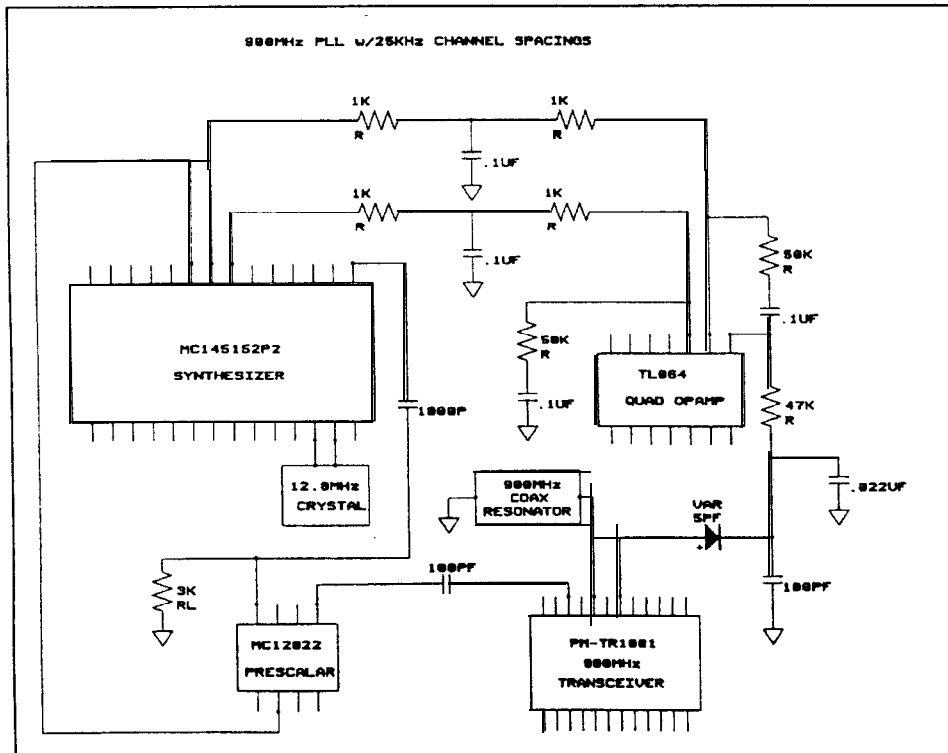 900MHz PLL w/25KHz CHANNEL SPACINGS
1K
R
1K
R
.1UF
1K
R
1K
R
.1UF
50K
R
.1UF
MC145152P2
SYNTHESIZER
50K
R
.1UF
TL064
QUAD OPAMP
47K
R
1000P
12.8MHz
CRYSTAL
900MHz
COAX
RESONATOR
VAR
5PF
+
.022UF
3K
RL
100PF
100PF
MC12022
PRESCALAR
PM-TR1001
900MHz
TRANSCEIVER